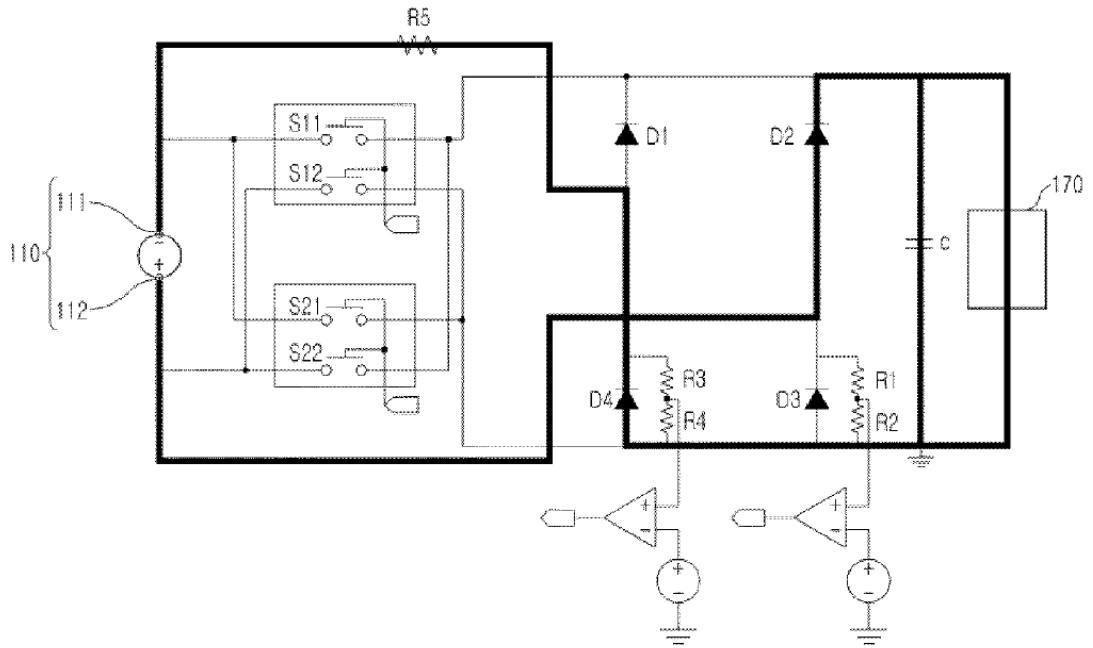 R5
S11
D1
D2
S12
111
170
110
C
112
S21
S22
R3
R1
D4
D3
R4
R2
+
-
+
-
+
-
+
-
-
+